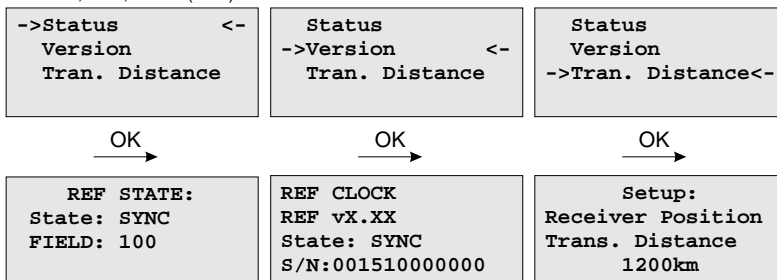 ->Status <-
Version
Tran. Distance
Status
->Version <-
Tran. Distance
Status
Version
->Tran. Distance<-
OK
OK
OK
REF STATE:
State: SYNC
FIELD: 100
REF CLOCK
REF vX.XX
State: SYNC
S/N:001510000000
Setup:
Receiver Position
Trans. Distance
1200km